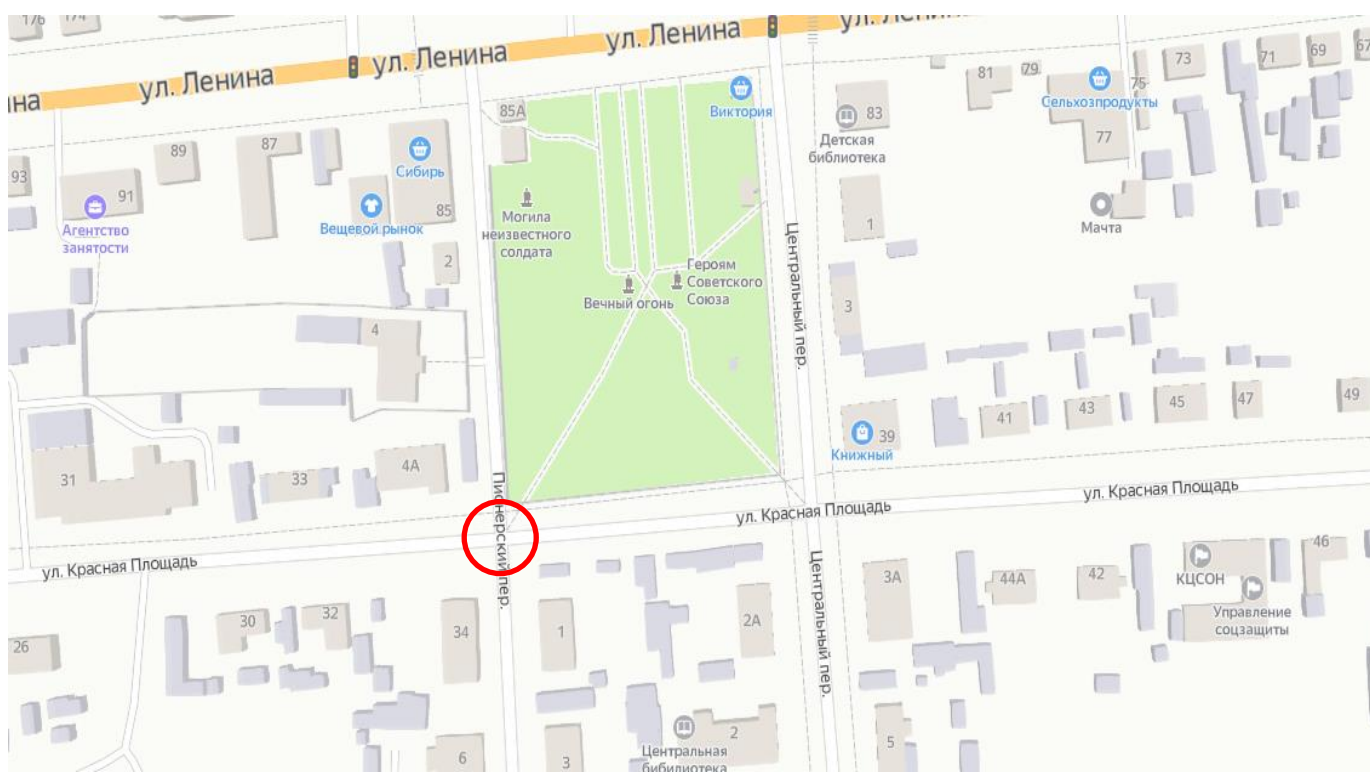 176
174
ул. Ленина
ул. Ленина
ул. Ленина
ул. Ленина
на
93
89
87
91
Агентство
занятости
Сибирь
85
Вещевой рынок
2
4
85А
Виктория
Могила
неизвестного
солдата
Вечный огонь
Героям
Советского
Союза
Центральный пер.
83
Детская
библиотека
1
3
81
79
Сельхозпродукты
75
77
73
71
69
67
Мачта
39
Книжный
41
43
45
47
49
31
33
4А
Пионерский пер.
ул. Красная Площадь
ул. Красная Площадь
ул. Красная Площадь
26
30
32
34
1
2А
Центральный пер.
3А
44А
42
КЦСОН
46
Управление
соцзащиты
6
3
Центральная
бибилиотека
2
5